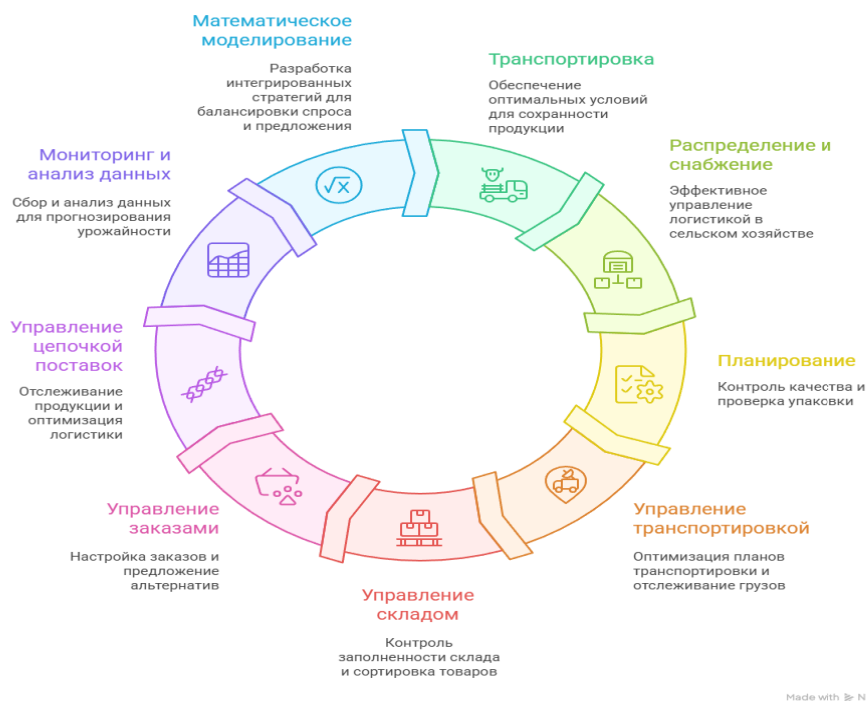 Математическое
моделирование
Разработка
интегрированных
стратегий для
балансировки спроса
и предложения
Транспортировка
Обеспечение
оптимальных условий
для сохранности
продукции
Распределение и
снабжение
Эффективное
управление
логистикой в
сельском хозяйстве
Планирование
Контроль качества и
проверка упаковки
Управление
транспортировкой
Оптимизация планов
транспортировки и
отслеживание грузов
Управление
складом
Контроль
заполненности склада
и сортировка товаров
Управление
заказами
Настройка заказов и
предложение
альтернатив
Управление
цепочкой
поставок
Отслеживание
продукции и
оптимизация
логистики
Мониторинг и
анализ данных
Сбор и анализ данных
для прогнозирования
урожайности
√x
Made with N